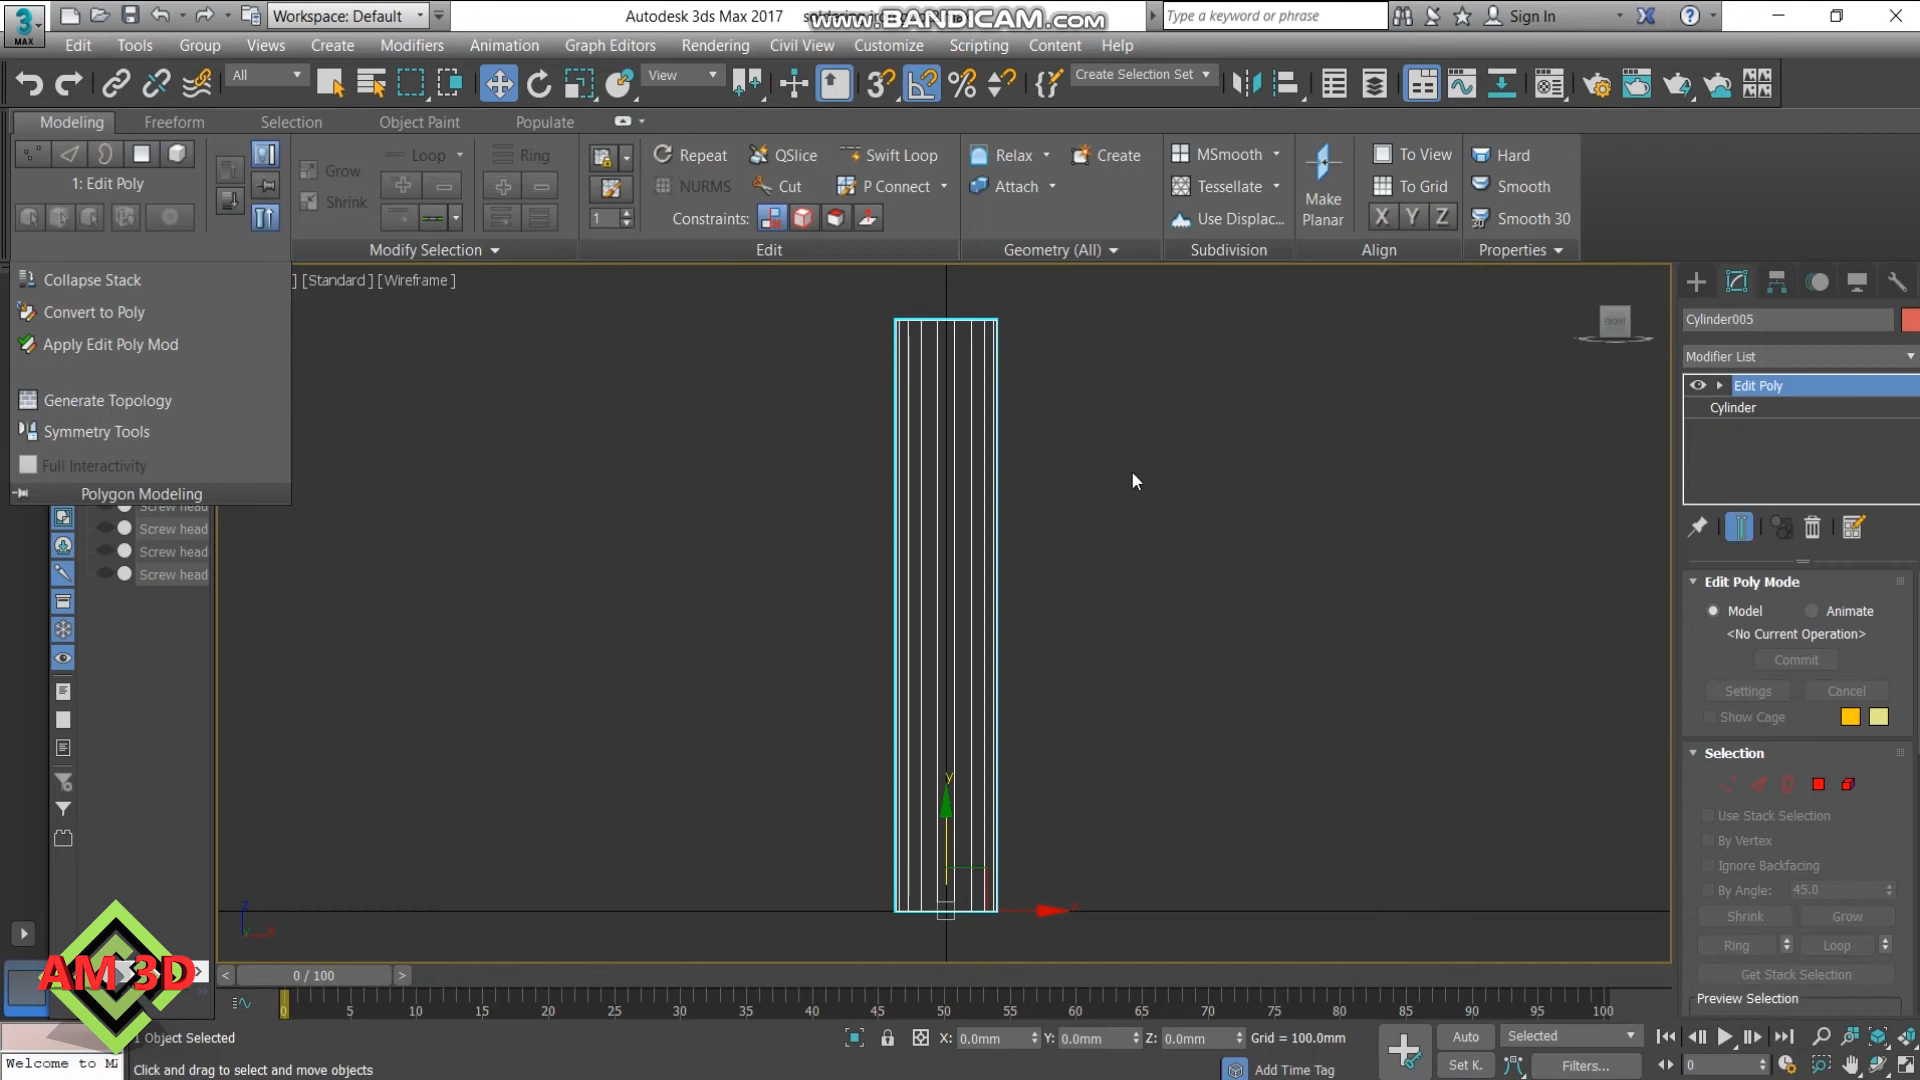 3
MAX
Workspace: Default
Autodesk 3ds Max 2017
www.BANDICAM.com
Type a keyword or phrase
Sign In
Edit Tools Group Views Create Modifiers Animation Graph Editors Rendering Civil View Customize Scripting Content Help
All
View
Create Selection Set
Modeling Freeform Selection Object Paint Populate
1: Edit Poly
Grow
Shrink
Loop
Ring
Modify Selection
1
Repeat QSlice Swift Loop
NURMS Cut P Connect
Constraints:
Edit
Relax Create
Attach
Geometry (All)
MSmooth
Tessellate
Use Displac...
Subdivision
Make
Planar
To View
To Grid
X Y Z
Align
Hard
Smooth
Smooth 30
30
Properties
Collapse Stack
Convert to Poly
Apply Edit Poly Mod
Generate Topology
Symmetry Tools
Full Interactivity
Polygon Modeling
] [Standard ] [Wireframe ]
FRONT
Screw head
Screw head
Screw head
Screw head
y
x
z
Cylinder005
Modifier List
Edit Poly
Cylinder
Edit Poly Mode
Model Animate
<No Current Operation>
Commit
Settings Cancel
Show Cage
Selection
Use Stack Selection
By Vertex
Ignore Backfacing
By Angle: 45.0
Shrink Grow
Ring Loop
Get Stack Selection
Preview Selection
AM 3D
< 0 / 100 >
0 5 10 15 20 25 30 35 40 45 50 55 60 65 70 75 80 85 90 95 100
1 Object Selected
X: 0.0mm Y: 0.0mm Z: 0.0mm Grid = 100.0mm
Auto Selected
Welcome to M
Click and drag to select and move objects
Add Time Tag
Set K. Filters...
0